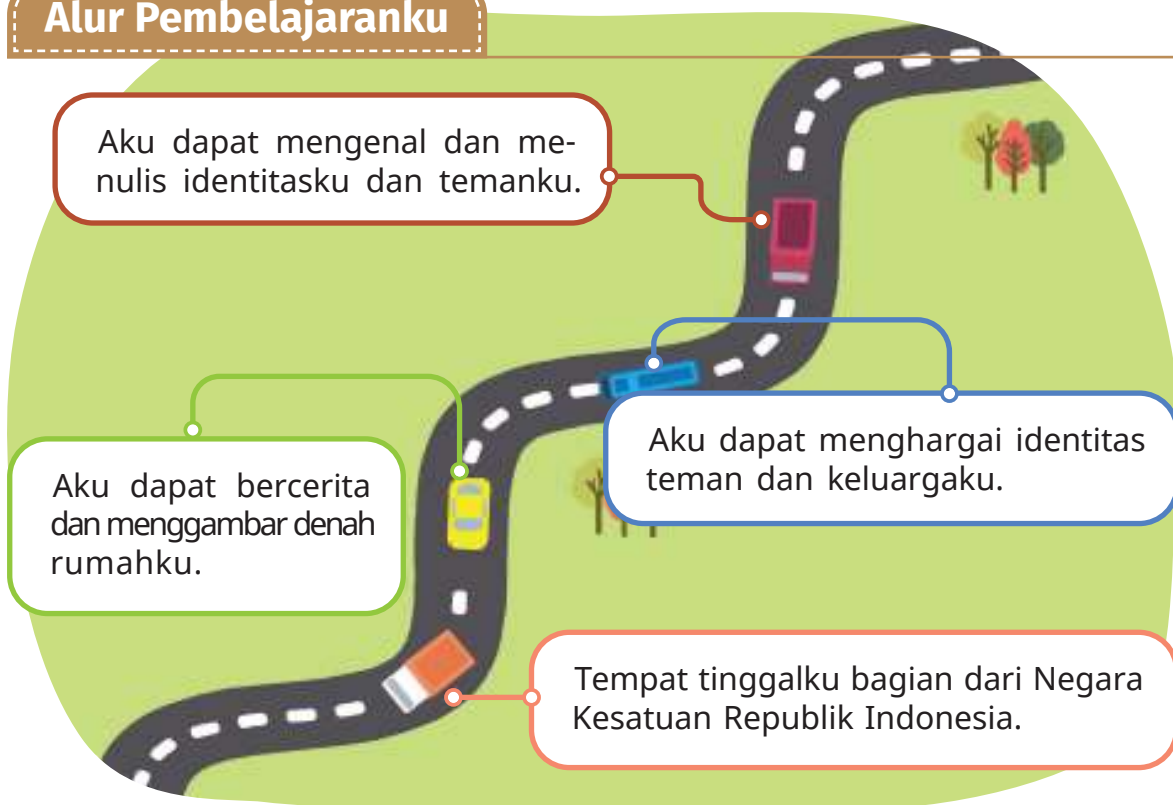 Alur Pembelajaranku
Aku dapat mengenal dan me-
nulis identitasku dan temanku.
Aku dapat menghargai identitas
teman dan keluargaku.
Aku dapat bercerita
dan menggambar denah
rumahku.
Tempat tinggalku bagian dari Negara
Kesatuan Republik Indonesia.